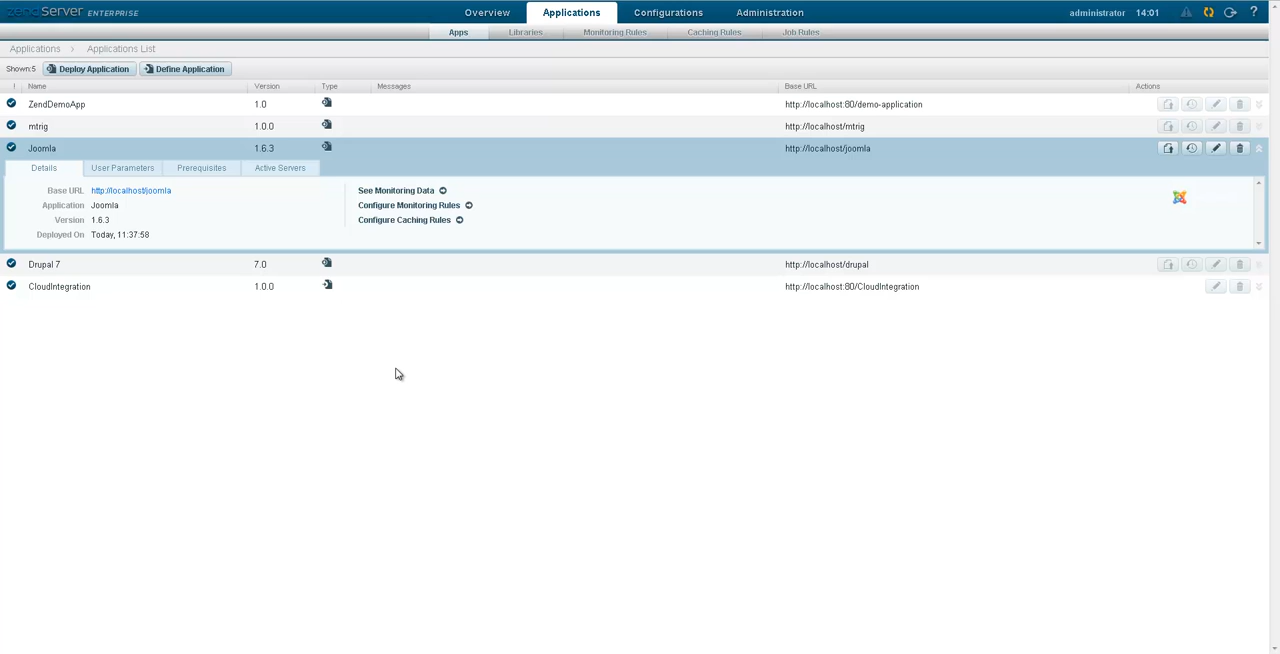 zendServer ENTERPRISE
Overview Applications Configurations Administration
administrator 14:01 ?
Apps Libraries Monitoring Rules Caching Rules Job Rules
Applications > Applications List
Shown:5 Deploy Application Define Application
! Name Version Type Messages Base URL Actions
ZendDemoApp 1.0 http://localhost:80/demo-application
mtrig 1.0.0 http://localhost/mtrig
Joomla 1.6.3 http://localhost/joomla
Details User Parameters Prerequisites Active Servers
Base URL http://localhost/joomla See Monitoring Data
Application Joomla Configure Monitoring Rules
Version 1.6.3 Configure Caching Rules
Deployed On Today, 11:37:58
Drupal 7 7.0 http://localhost/drupal
CloudIntegration 1.0.0 http://localhost:80/CloudIntegration